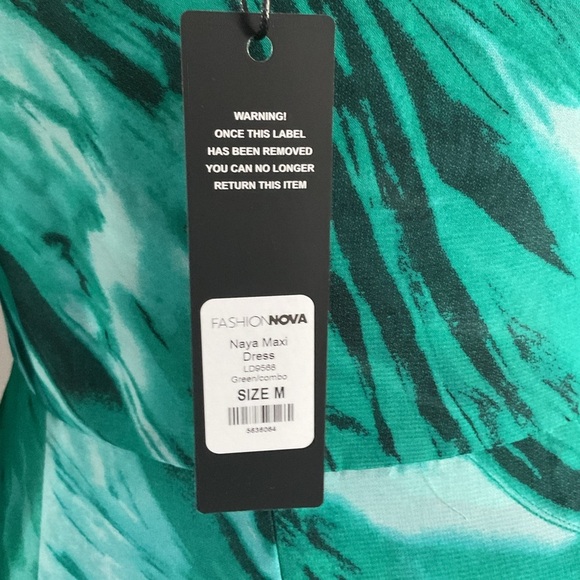 WARNING!
ONCE THIS LABEL
HAS BEEN REMOVED
YOU CAN NO LONGER
RETURN THIS ITEM
FASHIONNOVA
Naya Maxi
Dress
LD9568
Green/combo
SIZE M
5638084